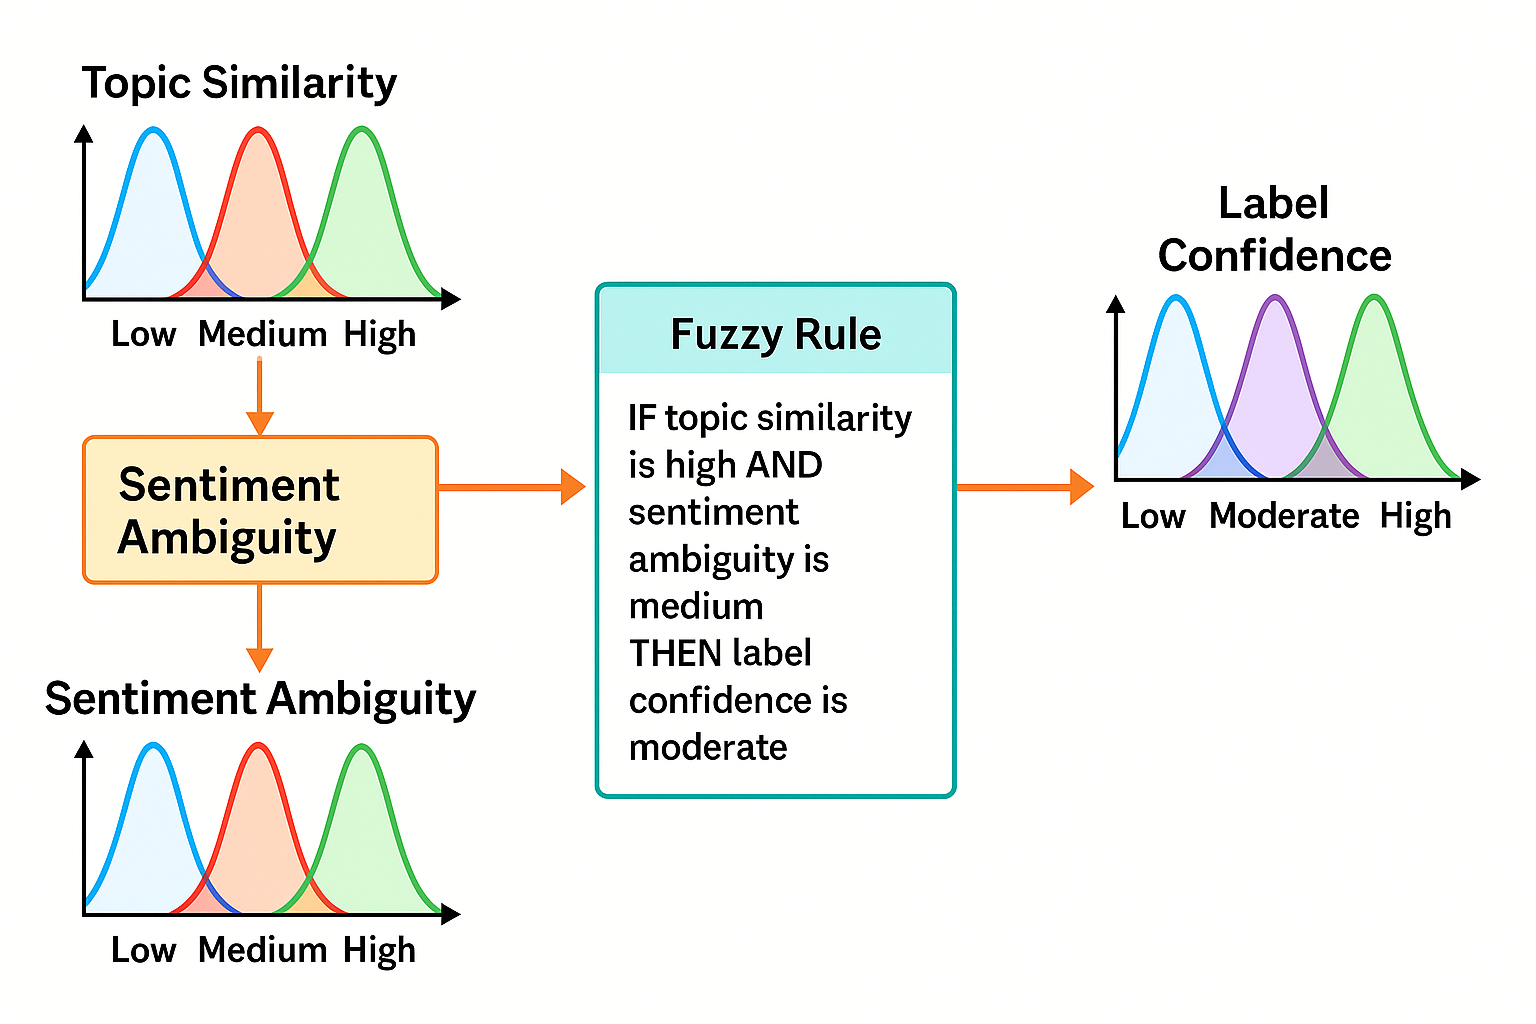 Topic Similarity
Low Medium High
Sentiment
Ambiguity
Sentiment Ambiguity
Low Medium High
Fuzzy Rule
IF topic similarity
is high AND
sentiment
ambiguity is
medium
THEN label
confidence is
moderate
Label
Confidence
Low Moderate High